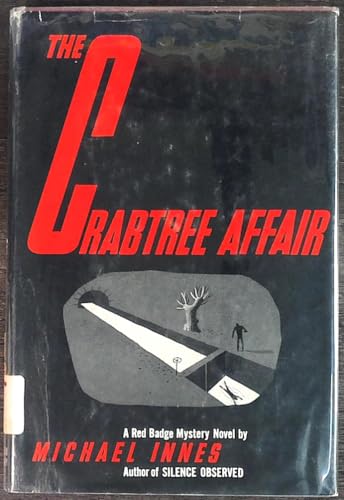 THE
CRABTREE AFFAIR
A Red Badge Mystery Novel by
MICHAEL INNES
Author of SILENCE OBSERVED